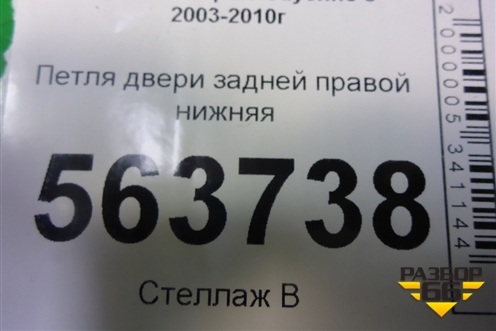 2003-2010г
Петля двери задней правой
нижняя
563738
Стеллаж В
2000005341144
РАЗБОР
66